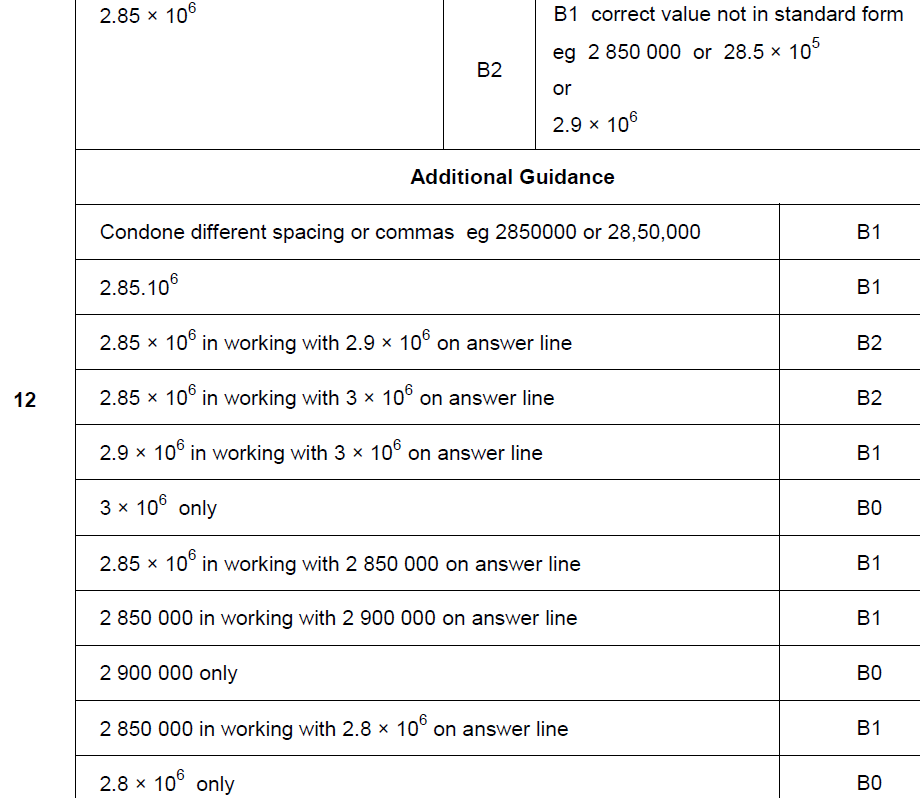 2.85 × 10⁶
B2
B1 correct value not in standard form
eg 2 850 000 or 28.5 × 10⁵
or
2.9 × 10⁶
Additional Guidance
Condone different spacing or commas eg 2850000 or 28,50,000 B1
2.85.10⁶ B1
2.85 × 10⁶ in working with 2.9 × 10⁶ on answer line B2
12
2.85 × 10⁶ in working with 3 × 10⁶ on answer line B2
2.9 × 10⁶ in working with 3 × 10⁶ on answer line B1
3 × 10⁶ only B0
2.85 × 10⁶ in working with 2 850 000 on answer line B1
2 850 000 in working with 2 900 000 on answer line B1
2 900 000 only B0
2 850 000 in working with 2.8 × 10⁶ on answer line B1
2.8 × 10⁶ only B0